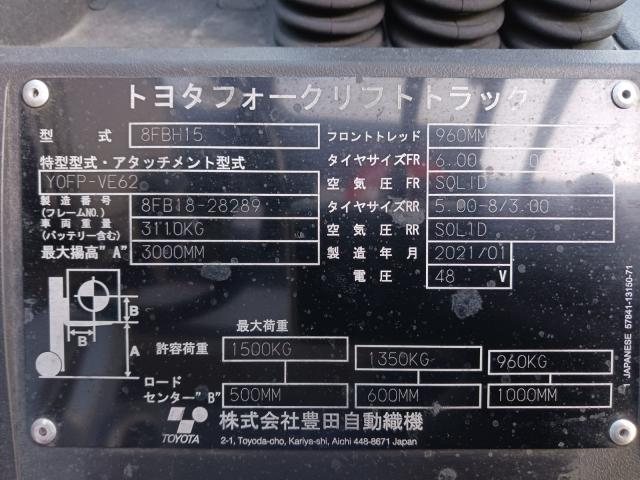 トヨタフォークリフトトラック
型 式 8FBH15 フロントトレッド 960MM
特型型式・アタッチメント型式 タイヤサイズFR 6.00
YOFP-VE62 空気圧FR SOLID
製造番号(フレームNO.) 8FB18-28289 タイヤサイズRR 5.00-8/3.00
車両重量(バッテリー含む) 3110KG 空気圧RR SOLID
最大揚高"A" 3000MM 製造年月 2021/01
電圧 48 V
B
B
A
最大荷重
許容荷重 1500KG 1350KG 960KG
ロードセンター"B" 500MM 600MM 1000MM
TOYOTA 株式会社豊田自動織機
2-1, Toyoda-cho, Kariya-shi, Aichi 448-8671 Japan
JAPANESE 57841-13150-71